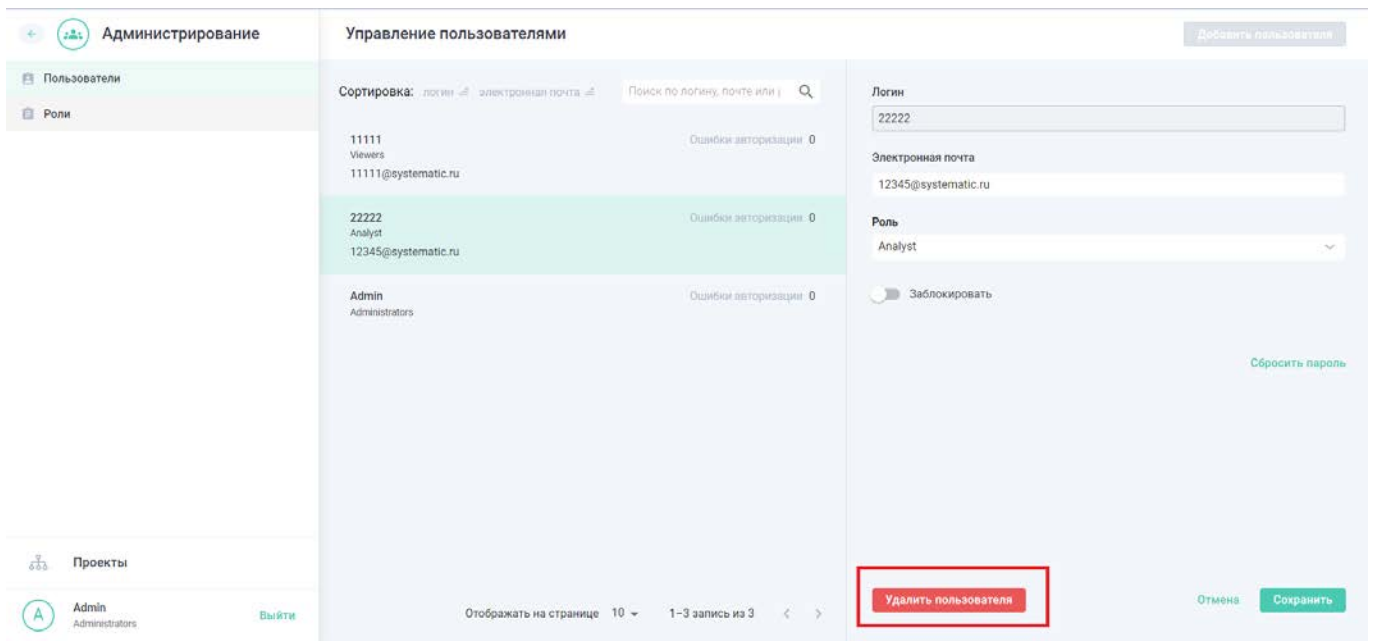 Администрирование
Управление пользователями
Добавить пользователя
Пользователи
Роли
Сортировка: логин электронная почта
Поиск по логину, почте или
11111
Viewers
11111@systematic.ru
Ошибки авторизации 0
22222
Analyst
12345@systematic.ru
Ошибки авторизации 0
Admin
Administrators
Ошибки авторизации 0
Логин
22222
Электронная почта
12345@systematic.ru
Роль
Analyst
Заблокировать
Сбросить пароль
Проекты
A
Admin
Administrators
Выйти
Отображать на странице 10
1–3 запись из 3
Удалить пользователя
Отмена
Сохранить